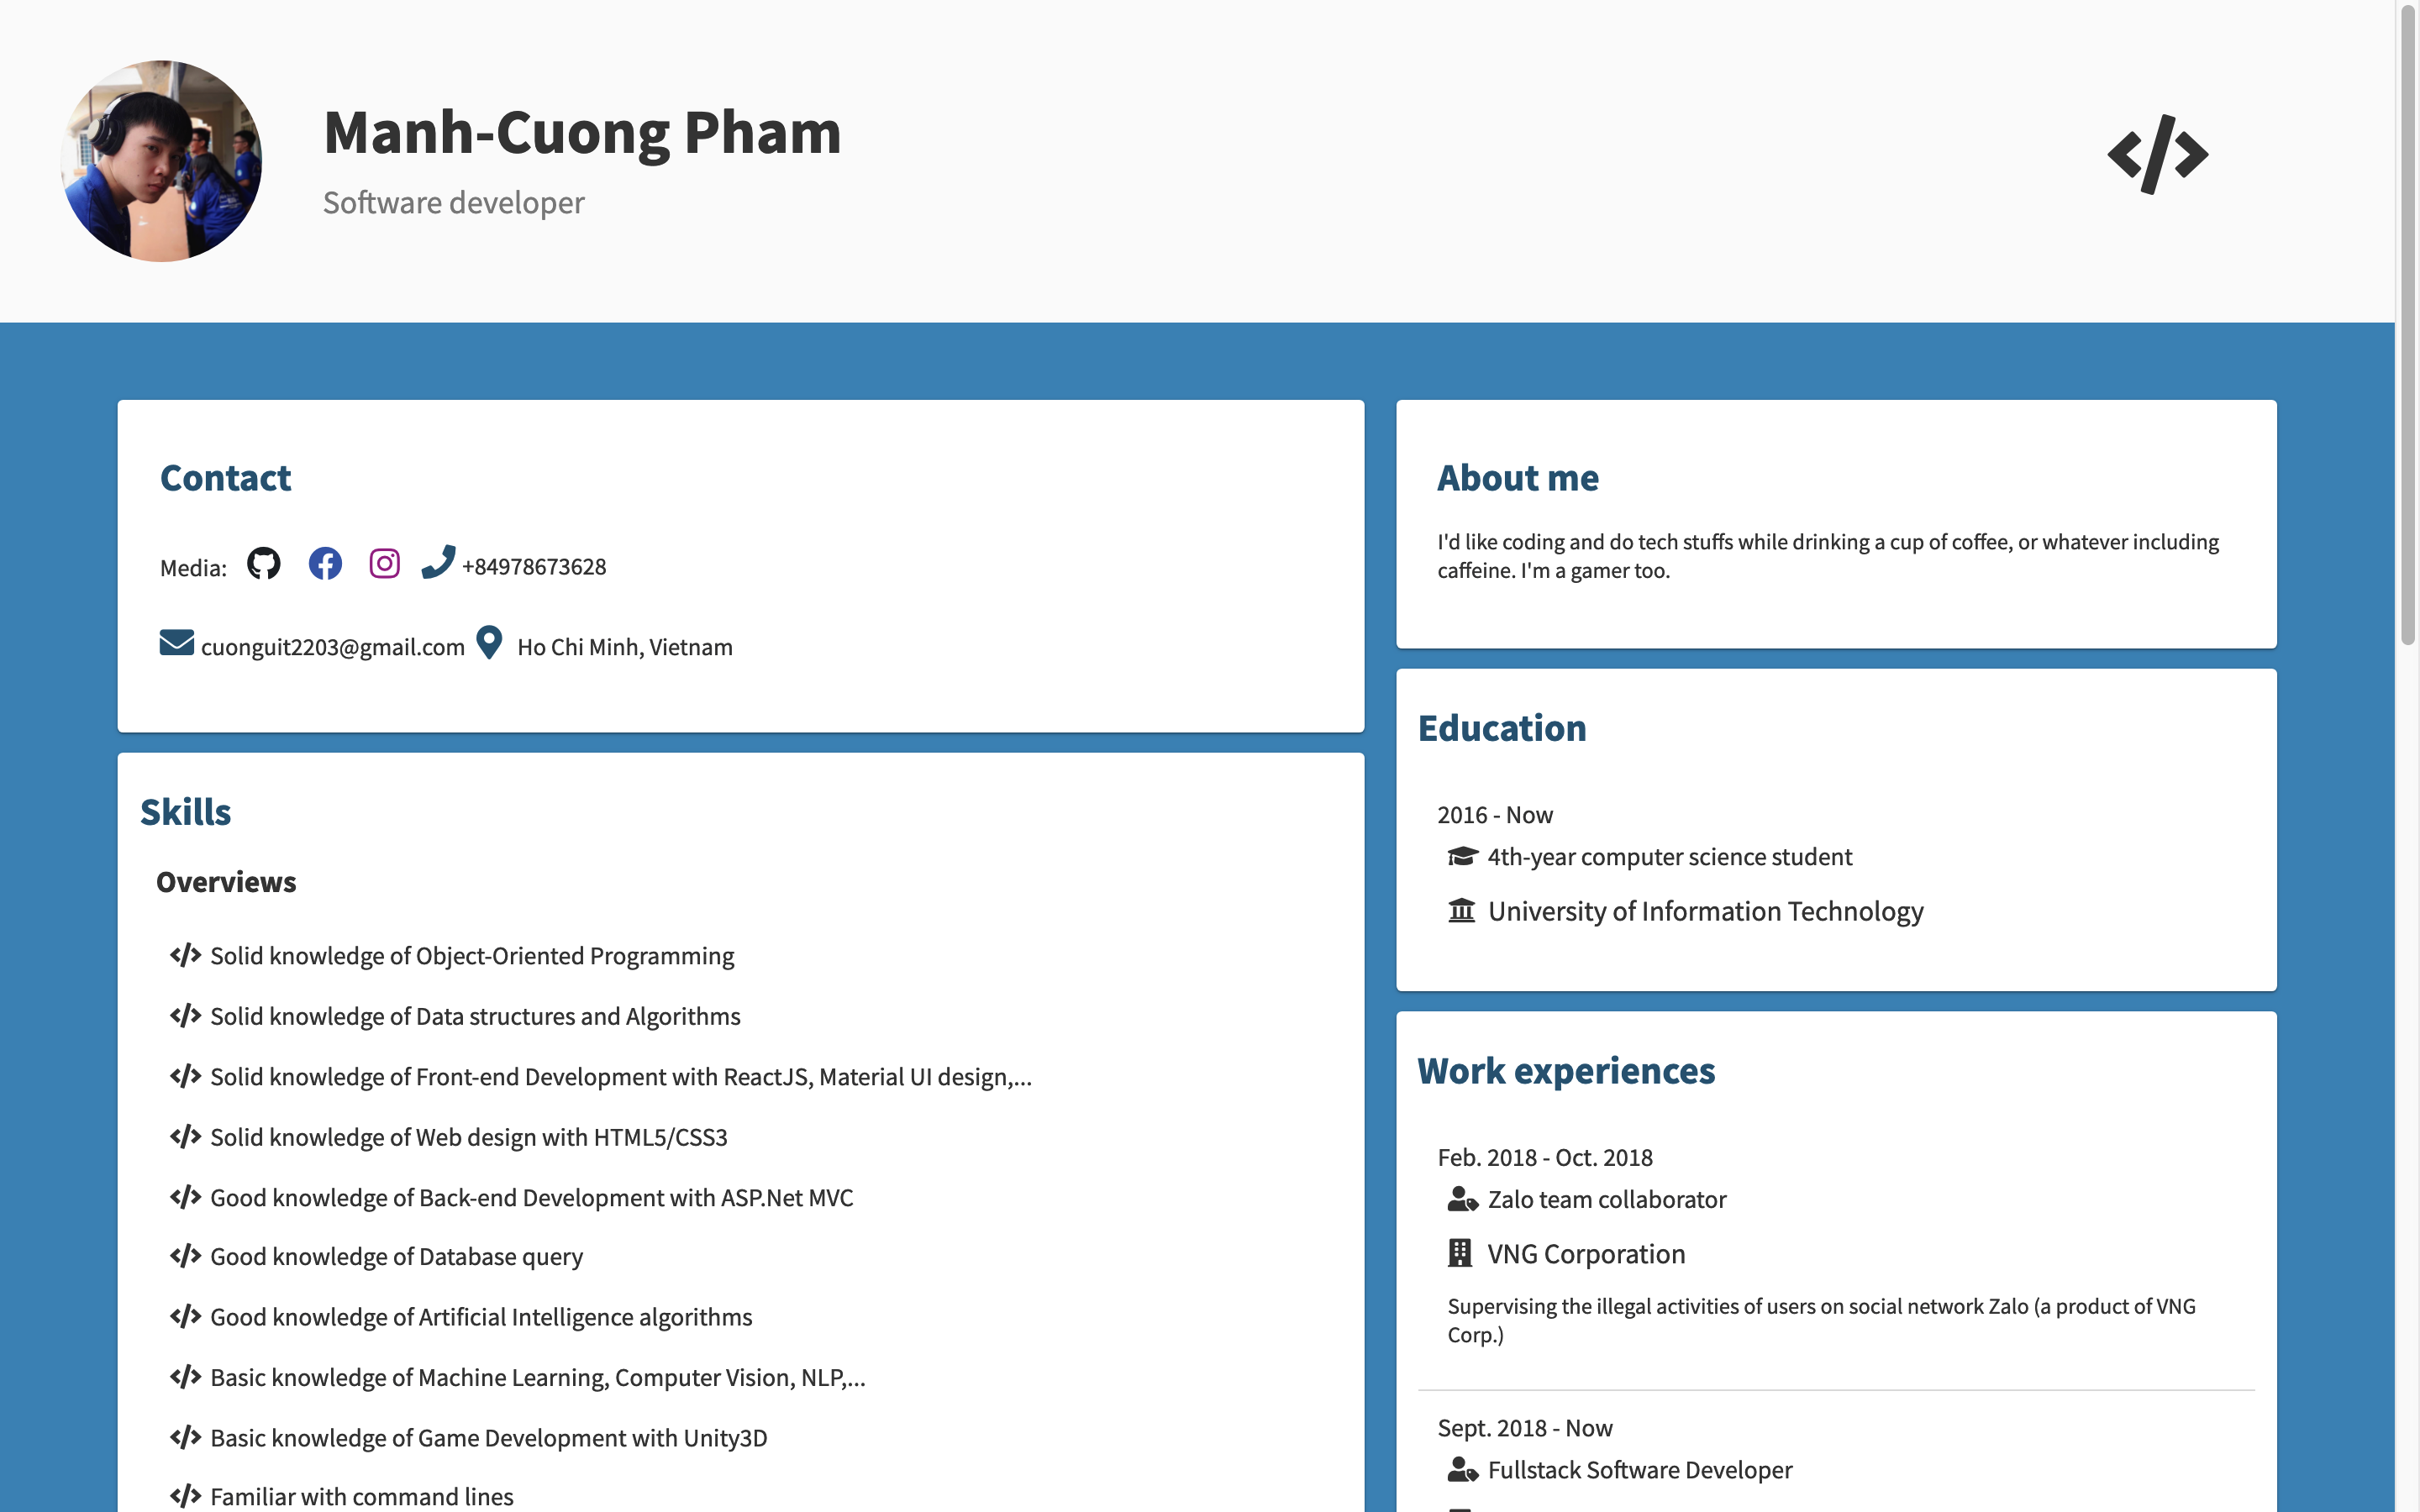 Manh-Cuong Pham
Software developer
Contact
Media: +84978673628
cuonguit2203@gmail.com Ho Chi Minh, Vietnam
Skills
Overviews
Solid knowledge of Object-Oriented Programming
Solid knowledge of Data structures and Algorithms
Solid knowledge of Front-end Development with ReactJS, Material UI design,...
Solid knowledge of Web design with HTML5/CSS3
Good knowledge of Back-end Development with ASP.Net MVC
Good knowledge of Database query
Good knowledge of Artificial Intelligence algorithms
Basic knowledge of Machine Learning, Computer Vision, NLP,...
Basic knowledge of Game Development with Unity3D
Familiar with command lines
About me
I'd like coding and do tech stuffs while drinking a cup of coffee, or whatever including
caffeine. I'm a gamer too.
Education
2016 - Now
4th-year computer science student
University of Information Technology
Work experiences
Feb. 2018 - Oct. 2018
Zalo team collaborator
VNG Corporation
Supervising the illegal activities of users on social network Zalo (a product of VNG
Corp.)
Sept. 2018 - Now
Fullstack Software Developer